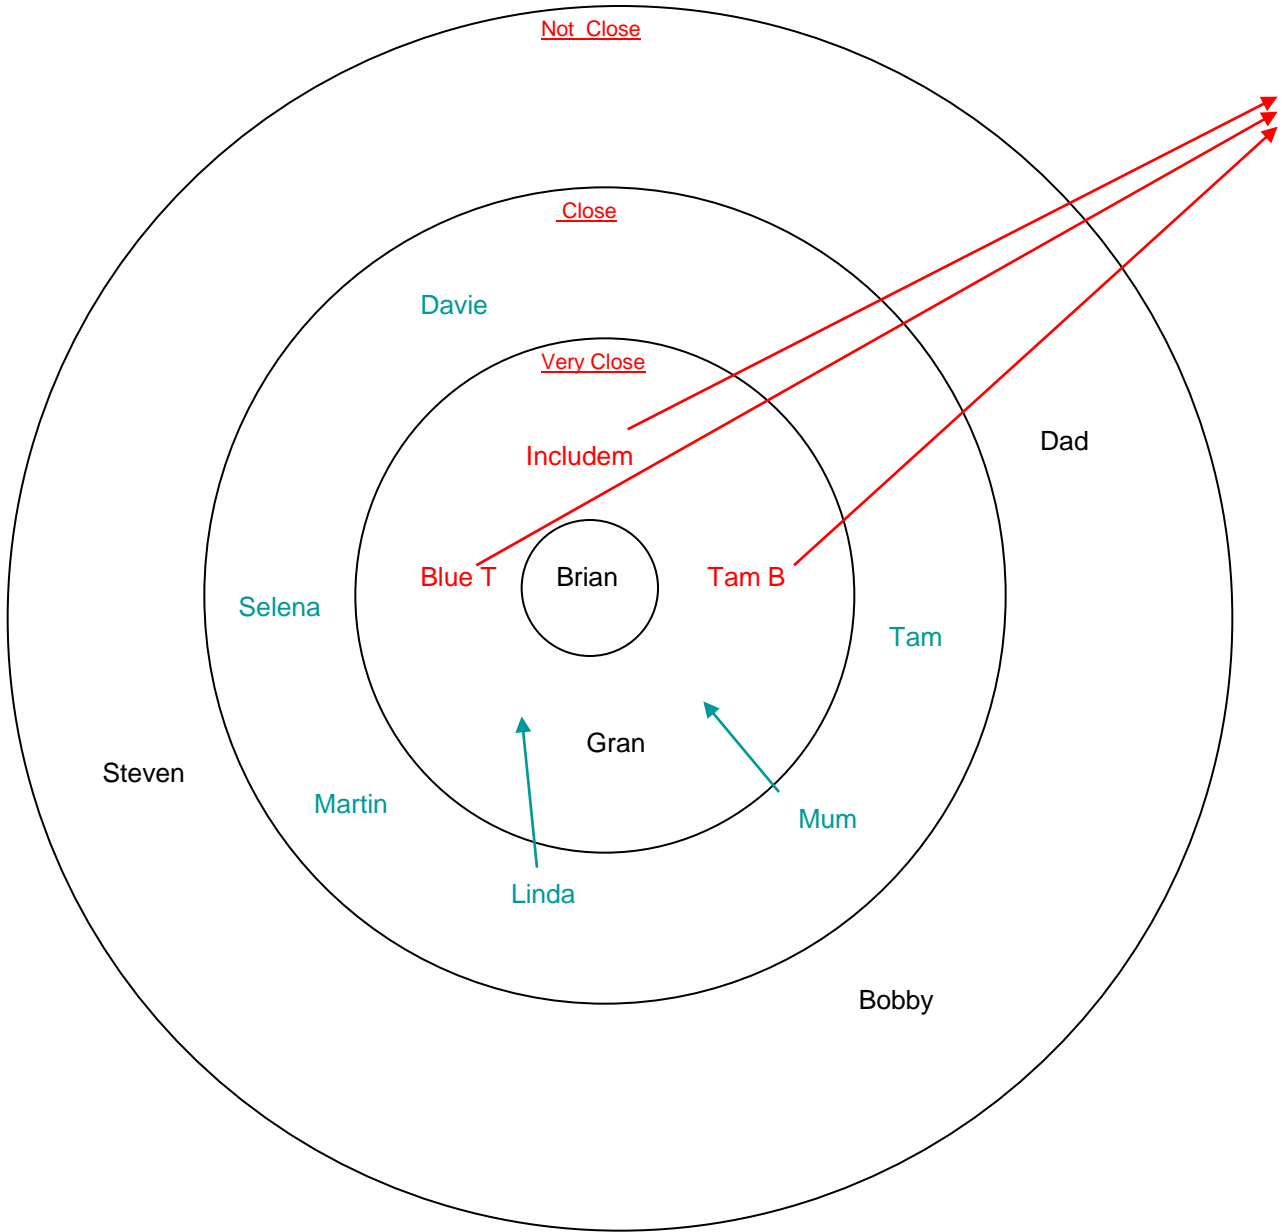 Not Close
Close
Davie
Very Close
Dad
Includem
Blue T
Brian
Tam B
Selena
Tam
Gran
Steven
Martin
Mum
Linda
Bobby